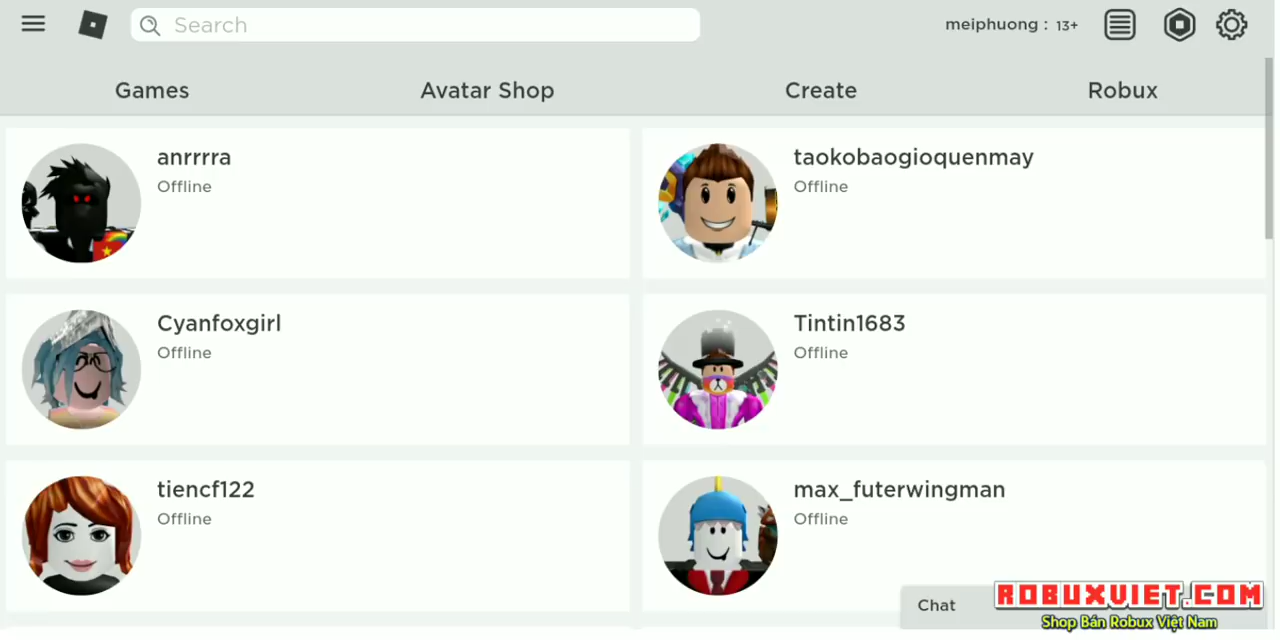 Search
meiphuong : 13+
Games Avatar Shop Create Robux
anrrrra
Offline
taokobaogioquenmay
Offline
Cyanfoxgirl
Offline
Tintin1683
Offline
tiencf122
Offline
max_futerwingman
Offline
Chat
ROBUXVIET.COM
Shop Bán Robux Việt Nam